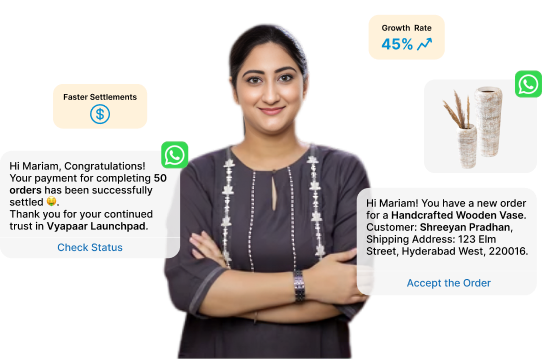 Growth Rate
45%
Faster Settlements
$
Hi Mariam, Congratulations!
Your payment for completing 50
orders has been successfully
settled 🤑.
Thank you for your continued
trust in Vyapaar Launchpad.
Check Status
Hi Mariam! You have a new order
for a Handcrafted Wooden Vase.
Customer: Shreeyan Pradhan,
Shipping Address: 123 Elm
Street, Hyderabad West, 220016.
Accept the Order